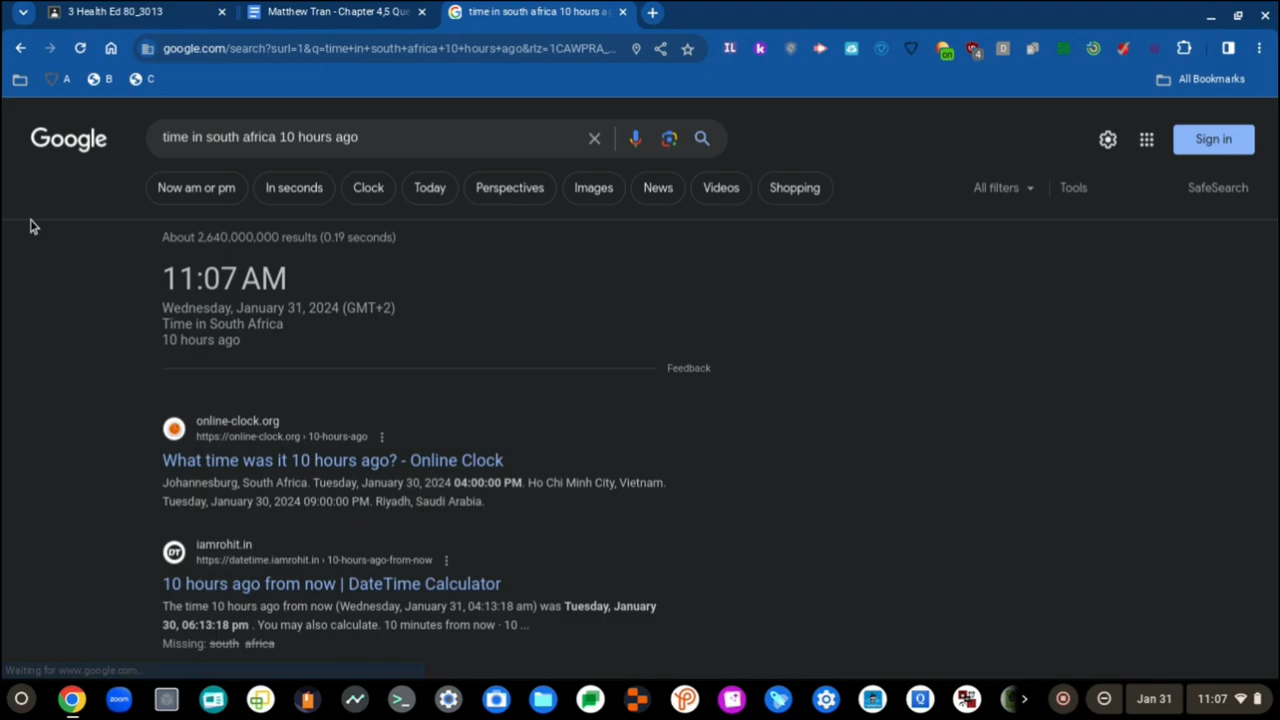 3 Health Ed 80_3013
Matthew Tran - Chapter 4,5 Que
time in south africa 10 hours a
google.com/search?surl=1&q=time+in+south+africa+10+hours+ago&rlz=1CAWPRA_...
A
B
C
All Bookmarks
Google
time in south africa 10 hours ago
Sign in
Now am or pm
In seconds
Clock
Today
Perspectives
Images
News
Videos
Shopping
All filters
Tools
SafeSearch
About 2,640,000,000 results (0.19 seconds)
11:07 AM
Wednesday, January 31, 2024 (GMT+2)
Time in South Africa
10 hours ago
Feedback
online-clock.org
https://online-clock.org › 10-hours-ago
What time was it 10 hours ago? - Online Clock
Johannesburg, South Africa. Tuesday, January 30, 2024 04:00:00 PM. Ho Chi Minh City, Vietnam.
Tuesday, January 30, 2024 09:00:00 PM. Riyadh, Saudi Arabia.
iamrohit.in
https://datetime.iamrohit.in › 10-hours-ago-from-now
10 hours ago from now | DateTime Calculator
The time 10 hours ago from now (Wednesday, January 31, 04:13:18 am) was Tuesday, January
30, 06:13:18 pm . You may also calculate. 10 minutes from now · 10 ...
Missing: south africa
Waiting for www.google.com...
Jan 31
11:07